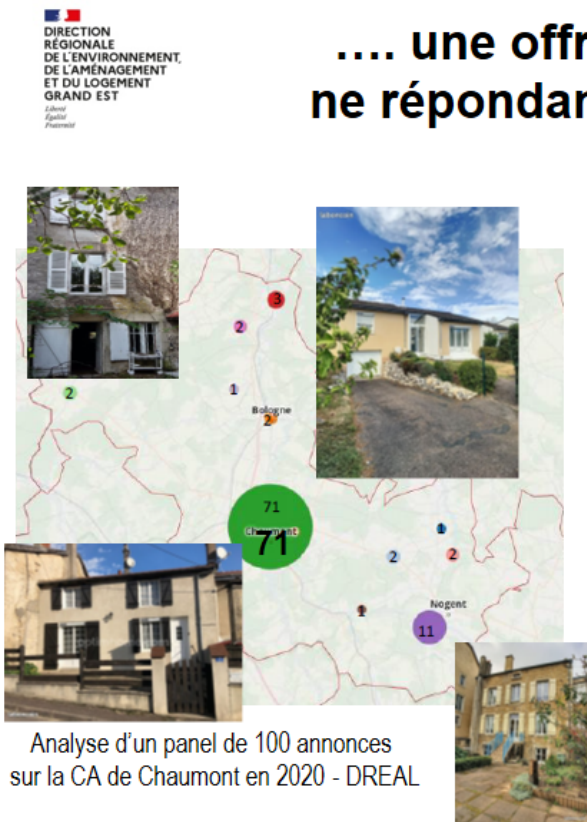 DIRECTION
RÉGIONALE
DE L'ENVIRONNEMENT,
DE L'AMÉNAGEMENT
ET DU LOGEMENT
GRAND EST
Liberté
Égalité
Fraternité
.... une offr
ne répondan
3
2
1
2
Bologne
2
71
Chaumont
71
1
2
2
1
Nogent
11
Analyse d'un panel de 100 annonces
sur la CA de Chaumont en 2020 - DREAL